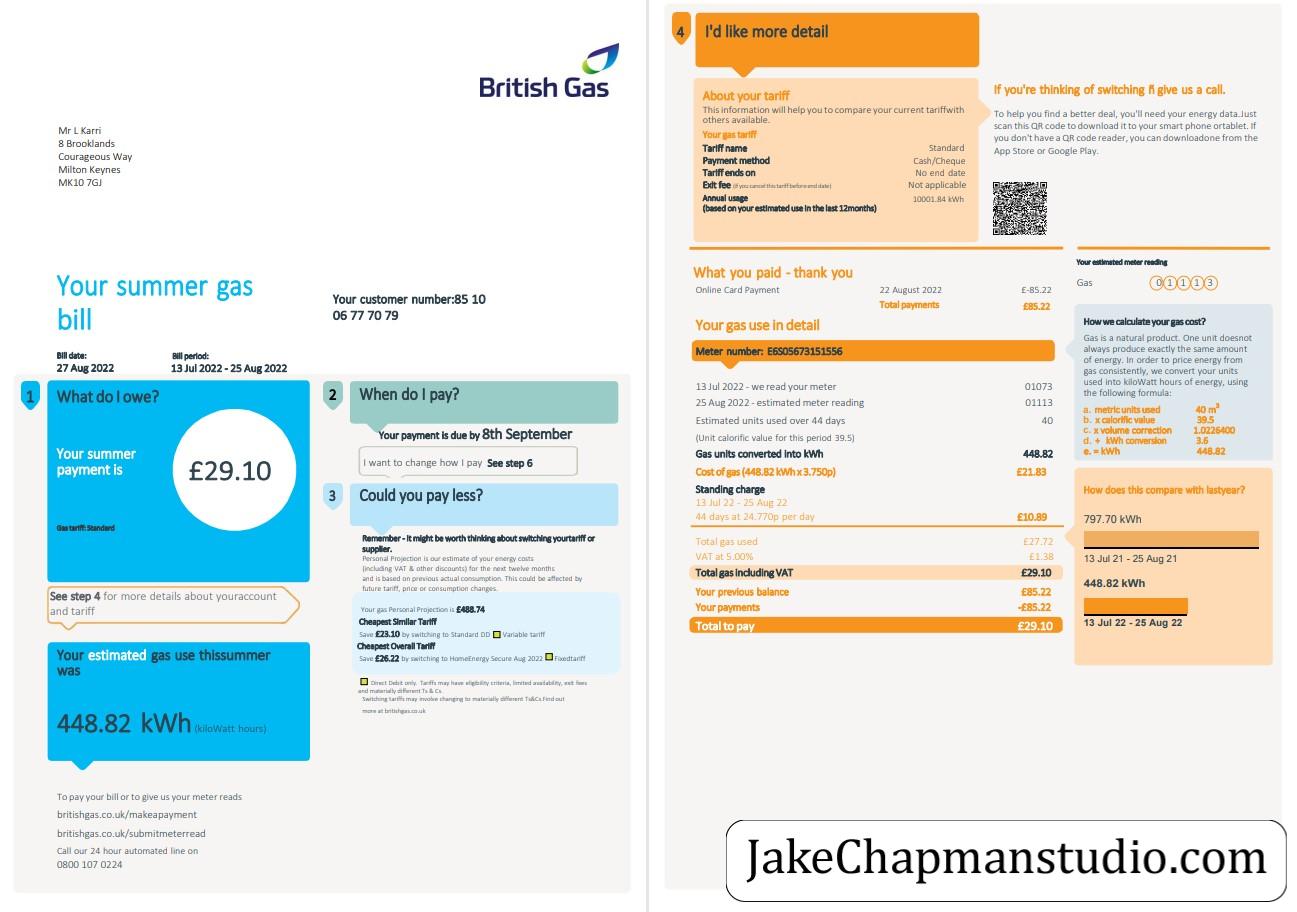 British Gas
Mr L Karri
8 Brooklands
Courageous Way
Milton Keynes
MK10 7GJ
Your summer gas
bill
Your customer number:85 10
06 77 70 79
Bill date:
27 Aug 2022
Bill period:
13 Jul 2022 - 25 Aug 2022
1
What do I owe?
Your summer
payment is
£29.10
Gas tariff: Standard
See step 4 for more details about youraccount
and tariff
Your estimated gas use thissummer
was
448.82 kWh (kiloWatt hours)
To pay your bill or to give us your meter reads
britishgas.co.uk/makeapayment
britishgas.co.uk/submitmeterread
Call our 24 hour automated line on
0800 107 0224
2
When do I pay?
Your payment is due by 8th September
I want to change how I pay See step 6
3
Could you pay less?
Remember - it might be worth thinking about switching yourtariff or
supplier.
Personal Projection is our estimate of your energy costs
(including VAT & other discounts) for the next twelve months
and is based on previous actual consumption. This could be affected by
future tariff, price or consumption changes.
Your gas Personal Projection is £488.74
Cheapest Similar Tariff
Save £23.10 by switching to Standard DD Variable tariff
Cheapest Overall Tariff
Save £26.22 by switching to HomeEnergy Secure Aug 2022 Fixedtariff
Direct Debit only. Tariffs may have eligibility criteria, limited availability, exit fees
and materially different Ts & Cs.
Switching tariffs may involve changing to materially different Ts&Cs.Find out
more at britishgas.co.uk
4
I'd like more detail
About your tariff
This information will help you to compare your current tariffwith
others available.
Your gas tariff
Tariff name Standard
Payment method Cash/Cheque
Tariff ends on No end date
Exit fee (if you cancel this tariff before end date) Not applicable
Annual usage 10001.84 kWh
(based on your estimated use in the last 12months)
If you're thinking of switching give us a call.
To help you find a better deal, you'll need your energy data.Just
scan this QR code to download it to your smart phone ortablet. If
you don't have a QR code reader, you can downloadone from the
App Store or Google Play.
What you paid - thank you
Online Card Payment 22 August 2022 £-85.22
Total payments £85.22
Your gas use in detail
Meter number: E6S05673151556
13 Jul 2022 - we read your meter 01073
25 Aug 2022 - estimated meter reading 01113
Estimated units used over 44 days 40
(Unit calorific value for this period 39.5)
Gas units converted into kWh 448.82
Cost of gas (448.82 kWh x 3.750p) £21.83
Standing charge
13 Jul 22 - 25 Aug 22
44 days at 24.770p per day £10.89
Total gas used £27.72
VAT at 5.00% £1.38
Total gas including VAT £29.10
Your previous balance £85.22
Your payments -£85.22
Total to pay £29.10
Your estimated meter reading
Gas 0 1 1 1 3
How we calculate your gas cost?
Gas is a natural product. One unit doesnot
always produce exactly the same amount
of energy. In order to price energy from
gas consistently, we convert your units
used into kiloWatt hours of energy, using
the following formula:
a. metric units used 40 m³
b. x calorific value 39.5
c. x volume correction 1.0226400
d. ÷ kWh conversion 3.6
e. = kWh 448.82
How does this compare with lastyear?
797.70 kWh
13 Jul 21 - 25 Aug 21
448.82 kWh
13 Jul 22 - 25 Aug 22
JakeChapmanstudio.com